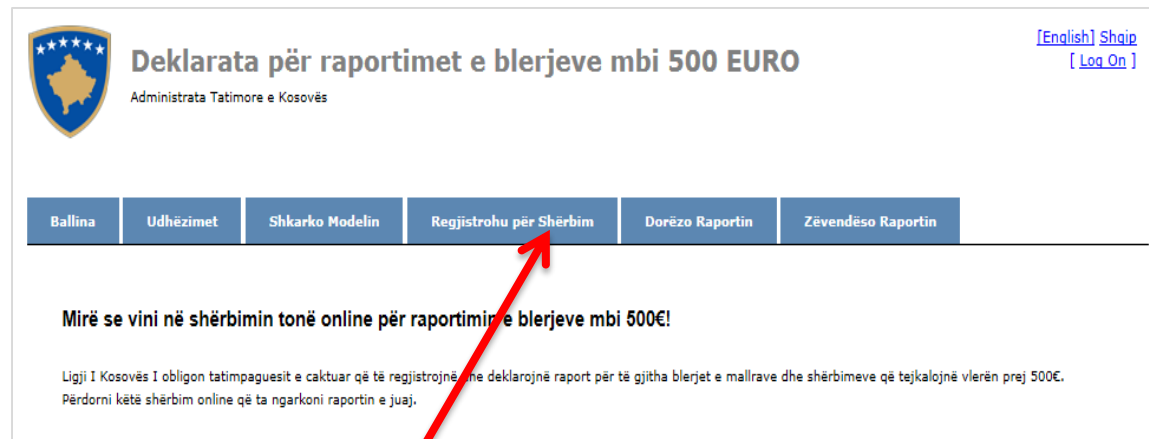 [English] Shqip
[ Log On ]
Deklarata për raportimet e blerjeve mbi 500 EURO
Administrata Tatimore e Kosovës
Ballina Udhëzimet Shkarko Modelin Regjistrohu për Shërbim Dorëzo Raportin Zëvendëso Raportin
Mirë se vini në shërbimin tonë online për raportimin e blerjeve mbi 500€!
Ligji I Kosovës I obligon tatimpaguesit e caktuar që të regjistrojnë dhe deklarojnë raport për të gjitha blerjet e mallrave dhe shërbimeve që tejkalojnë vlerën prej 500€.
Përdorni këtë shërbim online që ta ngarkoni raportin e juaj.